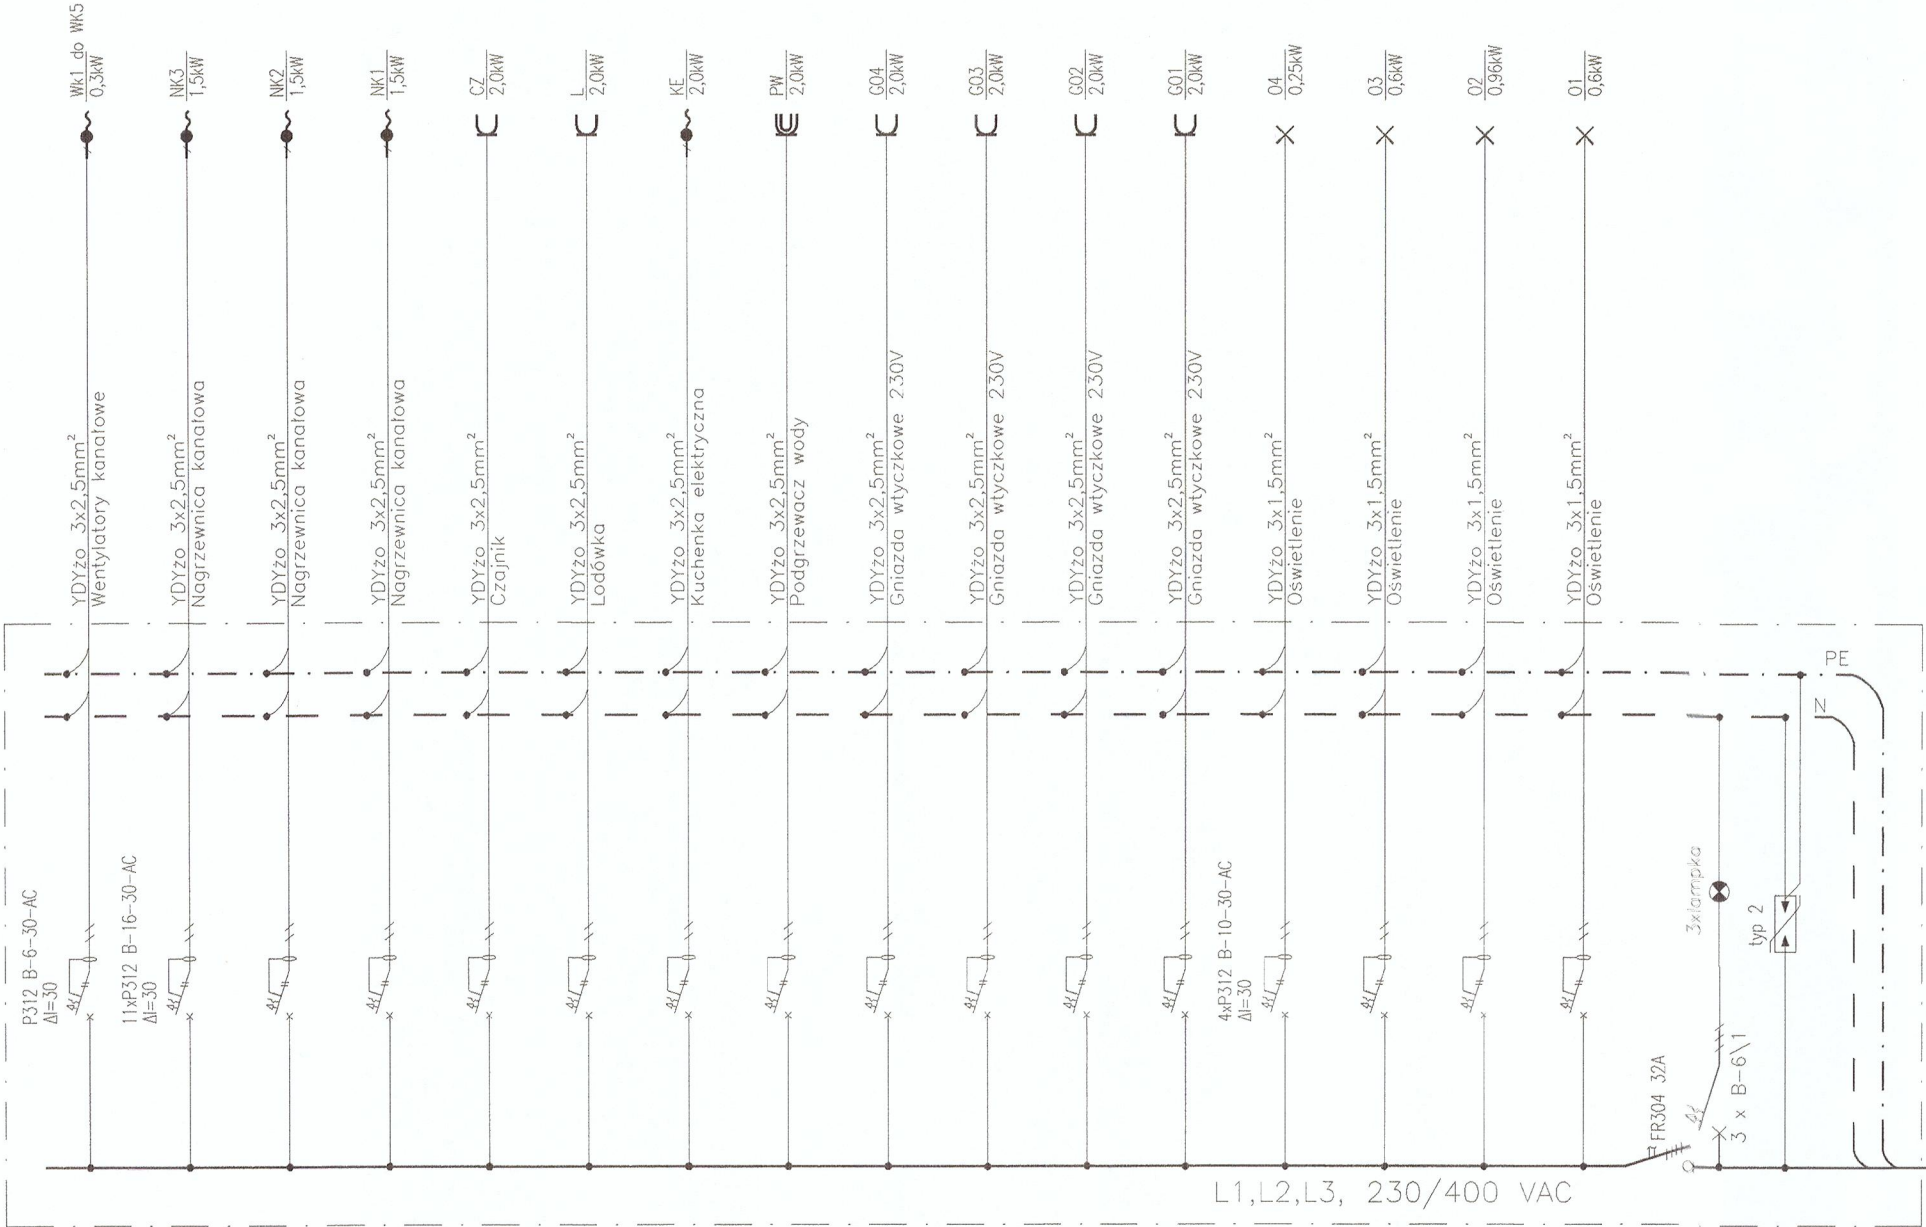 Wk1 do WK5
0,3kW
NK3
1,5kW
NK2
1,5kW
NK1
1,5kW
CZ
2,0kW
L
2,0kW
KE
2,0kW
PW
2,0kW
GO4
2,0kW
GO3
2,0kW
GO2
2,0kW
GO1
2,0kW
O4
0,25kW
O3
0,6kW
O2
0,96kW
O1
0,6kW
YDYżo 3x2,5mm²
Wentylatory kanałowe
YDYżo 3x2,5mm²
Nagrzewnica kanałowa
YDYżo 3x2,5mm²
Nagrzewnica kanałowa
YDYżo 3x2,5mm²
Nagrzewnica kanałowa
YDYżo 3x2,5mm²
Czajnik
YDYżo 3x2,5mm²
Lodówka
YDYżo 3x2,5mm²
Kuchenka elektryczna
YDYżo 3x2,5mm²
Podgrzewacz wody
YDYżo 3x2,5mm²
Gniazda wtyczkowe 230V
YDYżo 3x2,5mm²
Gniazda wtyczkowe 230V
YDYżo 3x2,5mm²
Gniazda wtyczkowe 230V
YDYżo 3x2,5mm²
Gniazda wtyczkowe 230V
YDYżo 3x1,5mm²
Oświetlenie
YDYżo 3x1,5mm²
Oświetlenie
YDYżo 3x1,5mm²
Oświetlenie
YDYżo 3x1,5mm²
Oświetlenie
PE
N
P312 B-6-30-AC
ΔI=30
11xP312 B-16-30-AC
ΔI=30
4xP312 B-10-30-AC
ΔI=30
3xlampka
typ 2
FR304 32A
3 x B-6\1
L1,L2,L3, 230/400 VAC